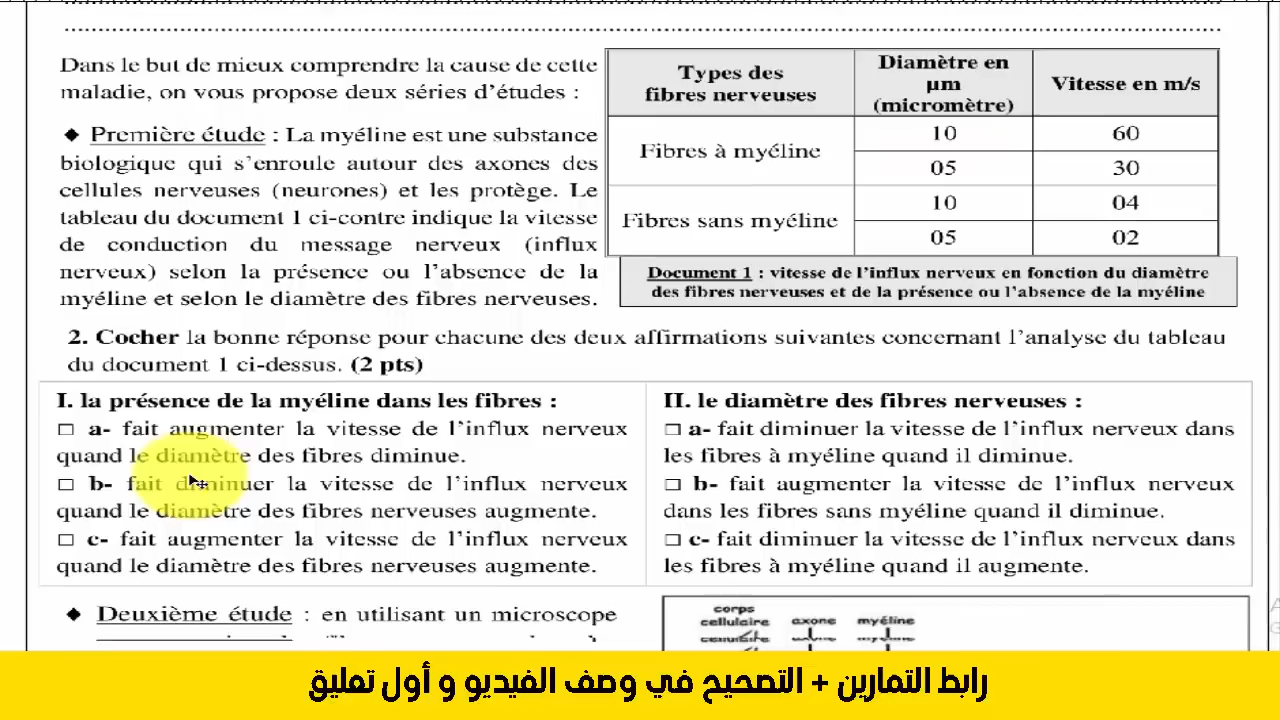 Dans le but de mieux comprendre la cause de cette
maladie, on vous propose deux séries d'études :
◆ Première étude : La myéline est une substance
biologique qui s'enroule autour des axones des
cellules nerveuses (neurones) et les protège. Le
tableau du document 1 ci-contre indique la vitesse
de conduction du message nerveux (influx
nerveux) selon la présence ou l'absence de la
myéline et selon le diamètre des fibres nerveuses.
Types des
fibres nerveuses
Diamètre en
µm
(micromètre)
Vitesse en m/s
Fibres à myéline
10
60
05
30
Fibres sans myéline
10
04
05
02
Document 1 : vitesse de l'influx nerveux en fonction du diamètre
des fibres nerveuses et de la présence ou l'absence de la myéline
2. Cocher la bonne réponse pour chacune des deux affirmations suivantes concernant l'analyse du tableau
du document 1 ci-dessus. (2 pts)
I. la présence de la myéline dans les fibres :
□ a- fait augmenter la vitesse de l'influx nerveux
quand le diamètre des fibres diminue.
□ b- fait diminuer la vitesse de l'influx nerveux
quand le diamètre des fibres nerveuses augmente.
□ c- fait augmenter la vitesse de l'influx nerveux
quand le diamètre des fibres nerveuses augmente.
II. le diamètre des fibres nerveuses :
□ a- fait diminuer la vitesse de l'influx nerveux dans
les fibres à myéline quand il diminue.
□ b- fait augmenter la vitesse de l'influx nerveux
dans les fibres sans myéline quand il diminue.
□ c- fait diminuer la vitesse de l'influx nerveux dans
les fibres à myéline quand il augmente.
◆ Deuxième étude : en utilisant un microscope
corps
cellulaire axone myéline
رابط التمارين + التصحيح في وصف الفيديو و أول تعليق